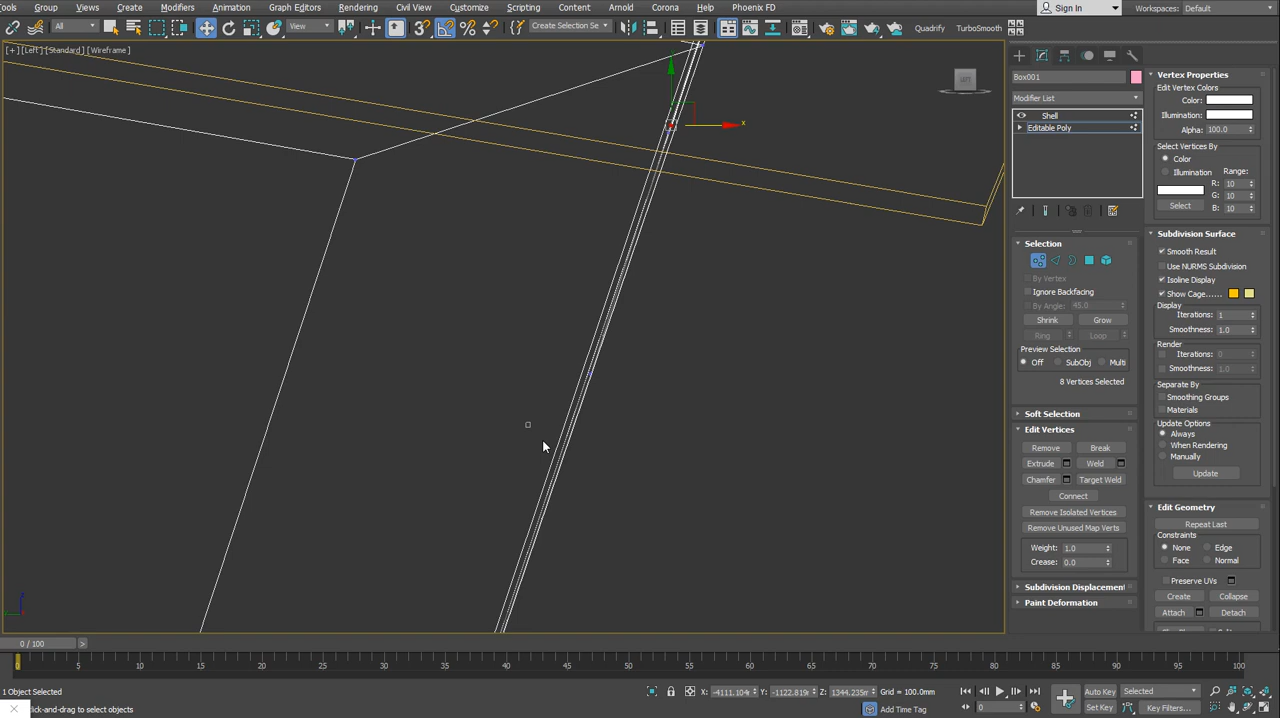 Tools Group Views Create Modifiers Animation Graph Editors Rendering Civil View Customize Scripting Content Arnold Corona Help Phoenix FD
Sign In Workspaces: Default
All View Create Selection Se Quadrify TurboSmooth
[+] [Left] [Standard] [Wireframe]
x
Box001
Modifier List
Shell
Editable Poly
Selection
By Vertex
Ignore Backfacing
By Angle: 45.0
Shrink Grow
Ring Loop
Preview Selection
Off SubObj Multi
8 Vertices Selected
Soft Selection
Edit Vertices
Remove Break
Extrude Weld
Chamfer Target Weld
Connect
Remove Isolated Vertices
Remove Unused Map Verts
Weight: 1.0
Crease: 0.0
Subdivision Displacement
Paint Deformation
Vertex Properties
Edit Vertex Colors
Color:
Illumination:
Alpha: 100.0
Select Vertices By
Color
Illumination Range:
R: 10
G: 10
Select B: 10
Subdivision Surface
Smooth Result
Use NURMS Subdivision
Isoline Display
Show Cage......
Display
Iterations: 1
Smoothness: 1.0
Render
Iterations: 0
Smoothness: 1.0
Separate By
Smoothing Groups
Materials
Update Options
Always
When Rendering
Manually
Update
Edit Geometry
Repeat Last
Constraints
None Edge
Face Normal
Preserve UVs
Create Collapse
Attach Detach
0 / 100 >
0 5 10 15 20 25 30 35 40 45 50 55 60 65 70 75 80 85 90 95 100
1 Object Selected X: -4111.104 Y: -1122.819 Z: 1344.235m Grid = 100.0mm Auto Key Selected
lick-and-drag to select objects Add Time Tag 0 Set Key Key Filters...